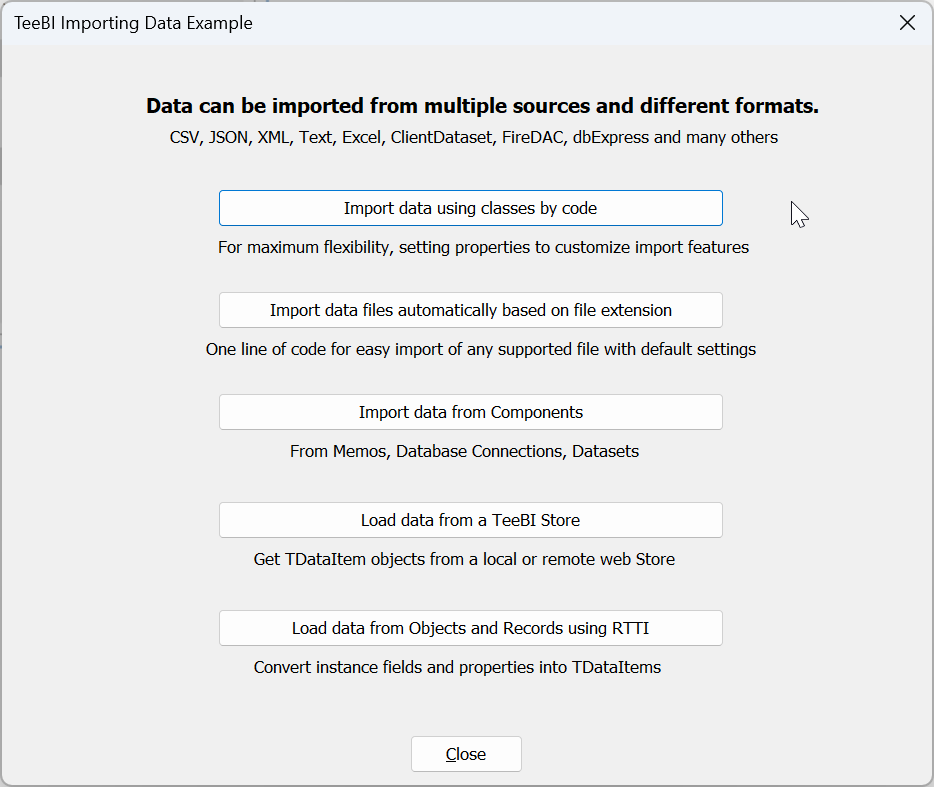 TeeBI Importing Data Example
Data can be imported from multiple sources and different formats.
CSV, JSON, XML, Text, Excel, ClientDataset, FireDAC, dbExpress and many others
Import data using classes by code
For maximum flexibility, setting properties to customize import features
Import data files automatically based on file extension
One line of code for easy import of any supported file with default settings
Import data from Components
From Memos, Database Connections, Datasets
Load data from a TeeBI Store
Get TDataItem objects from a local or remote web Store
Load data from Objects and Records using RTTI
Convert instance fields and properties into TDataItems
Close